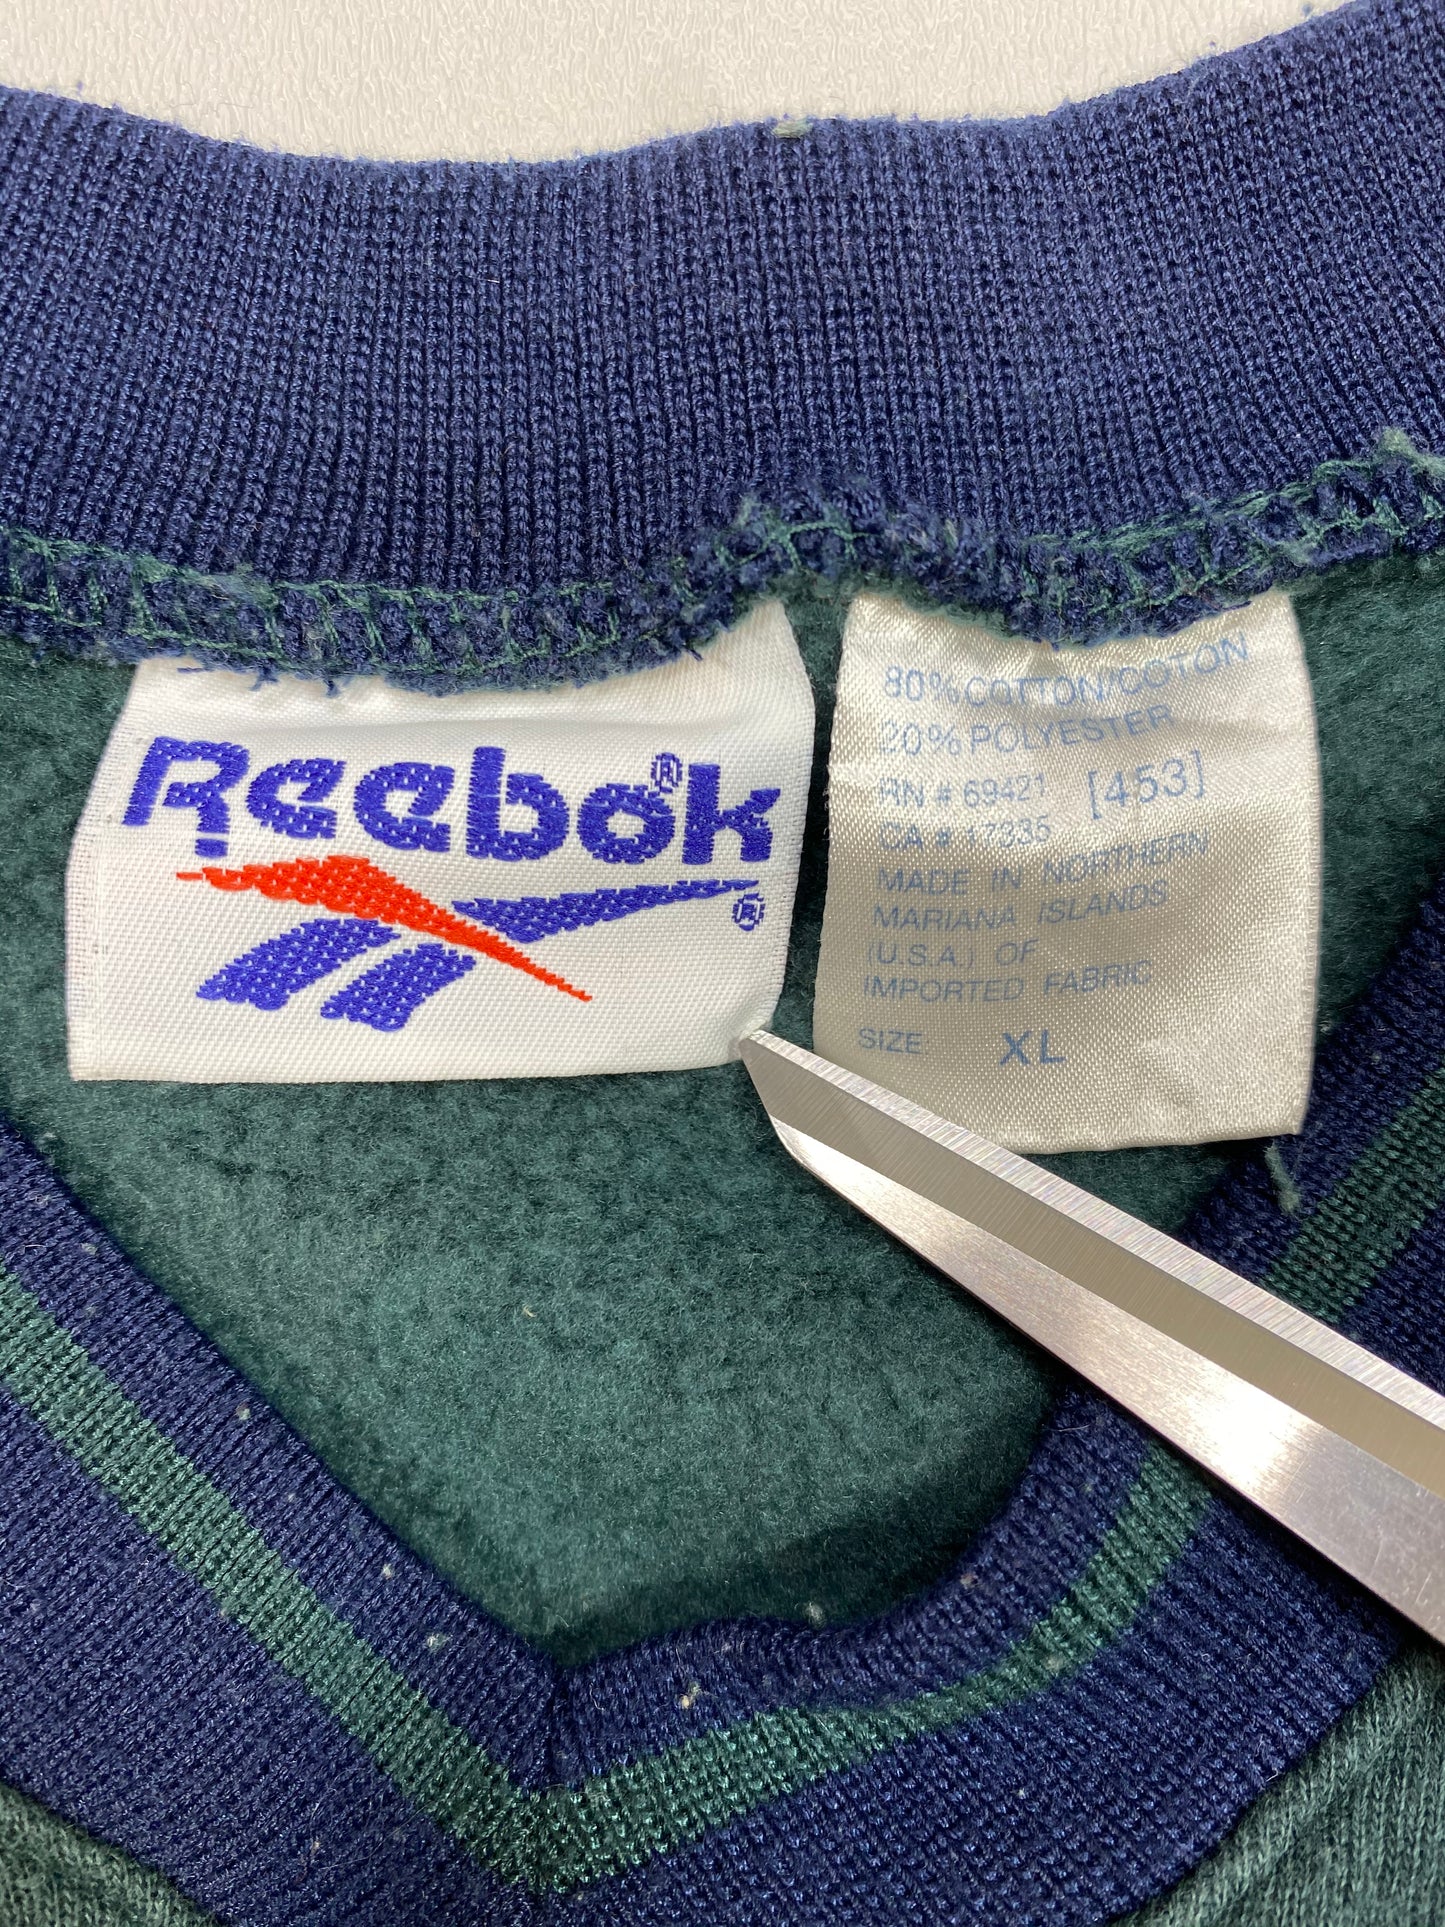 Reebok®
®
80% COTTON/COTON
20% POLYESTER
RN # 69421 [453]
CA # 17335
MADE IN NORTHERN
MARIANA ISLANDS
(U.S.A.) OF
IMPORTED FABRIC
SIZE: XL